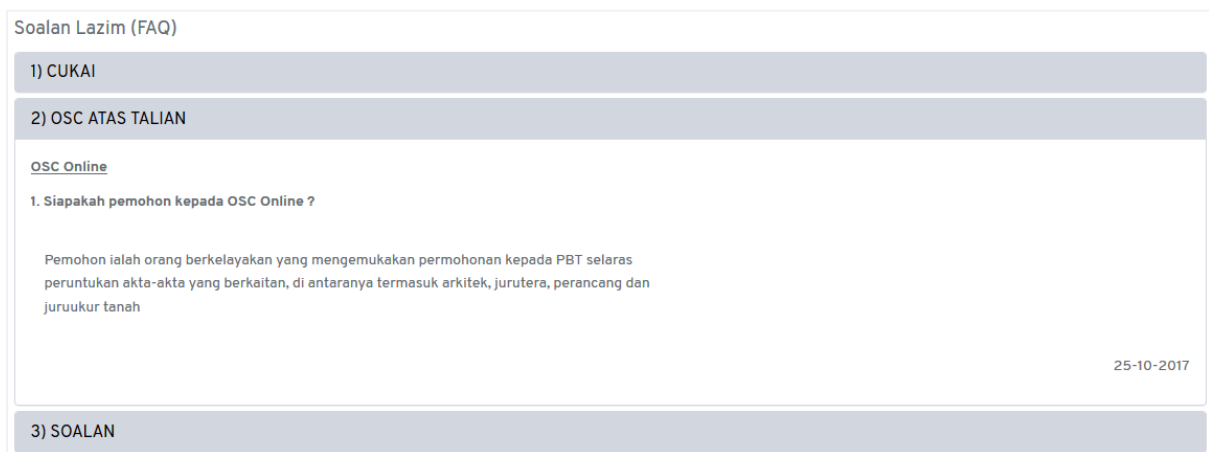 Soalan Lazim (FAQ)
1) CUKAI
2) OSC ATAS TALIAN
OSC Online
1. Siapakah pemohon kepada OSC Online ?
Pemohon ialah orang berkelayakan yang mengemukakan permohonan kepada PBT selaras
peruntukan akta-akta yang berkaitan, di antaranya termasuk arkitek, jurutera, perancang dan
juruukur tanah
25-10-2017
3) SOALAN